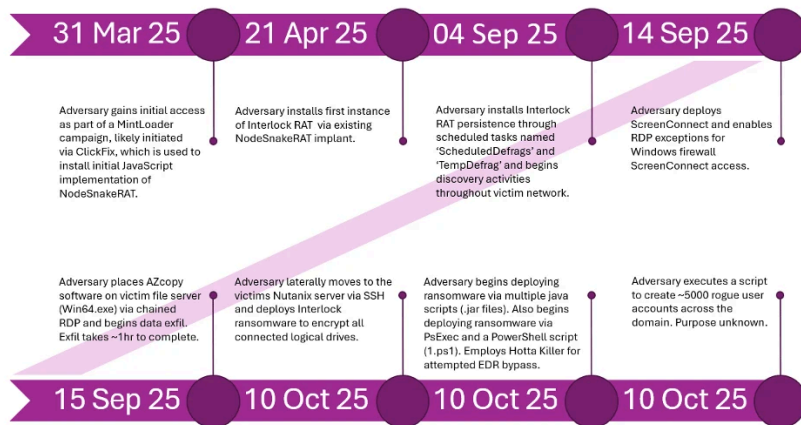 31 Mar 25
21 Apr 25
04 Sep 25
14 Sep 25
Adversary gains initial access
as part of a MintLoader
campaign, likely initiated
via ClickFix, which is used to
install initial JavaScript
implementation of
NodeSnakeRAT.
Adversary installs first instance
of Interlock RAT via existing
NodeSnakeRAT implant.
Adversary installs Interlock
RAT persistence through
scheduled tasks named
‘ScheduledDefrags’ and
‘TempDefrag’ and begins
discovery activities
throughout victim network.
Adversary deploys
ScreenConnect and enables
RDP exceptions for
Windows firewall
ScreenConnect access.
Adversary places AZcopy
software on victim file server
(Win64.exe) via chained
RDP and begins data exfil.
Exfil takes ~1hr to complete.
Adversary laterally moves to the
victims Nutanix server via SSH
and deploys Interlock
ransomware to encrypt all
connected logical drives.
Adversary begins deploying
ransomware via multiple java
scripts (.jar files). Also begins
deploying ransomware via
PsExec and a PowerShell script
(1.ps1). Employs Hotta Killer for
attempted EDR bypass.
Adversary executes a script
to create ~5000 rogue user
accounts across the
domain. Purpose unknown.
15 Sep 25
10 Oct 25
10 Oct 25
10 Oct 25